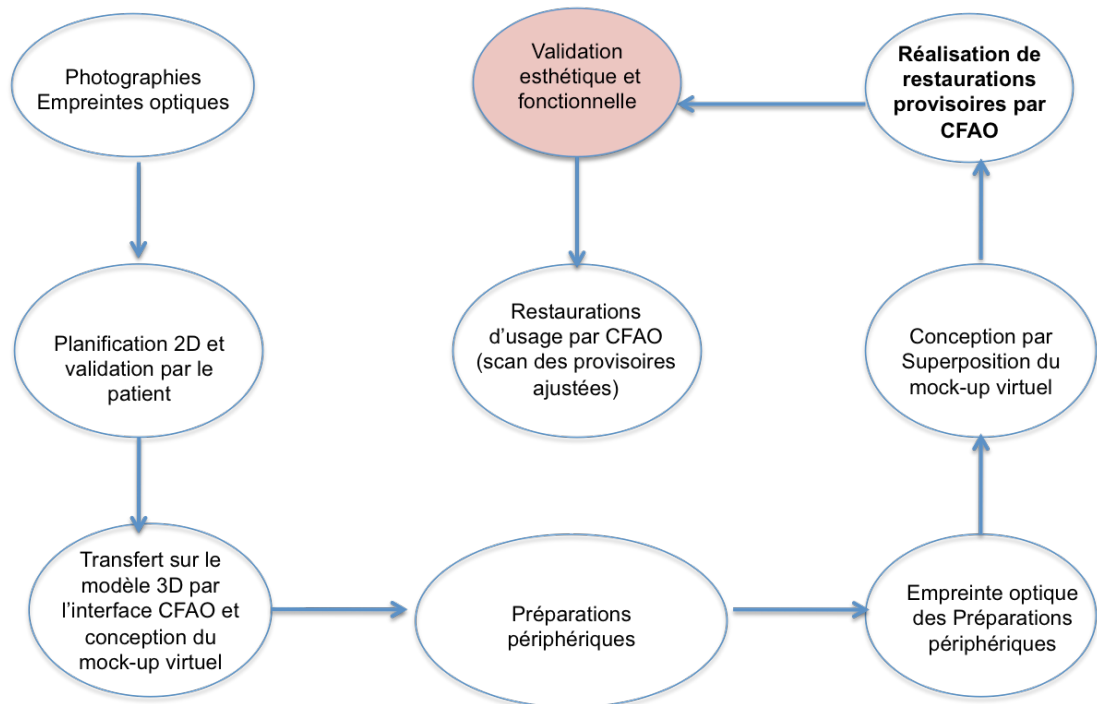 Photographies
Empreintes optiques
Planification 2D et
validation par le
patient
Transfert sur le
modèle 3D par
l'interface CFAO et
conception du
mock-up virtuel
Préparations
périphériques
Empreinte optique
des Préparations
périphériques
Conception par
Superposition du
mock-up virtuel
Réalisation de
restaurations
provisoires par
CFAO
Validation
esthétique et
fonctionnelle
Restaurations
d'usage par CFAO
(scan des provisoires
ajustées)